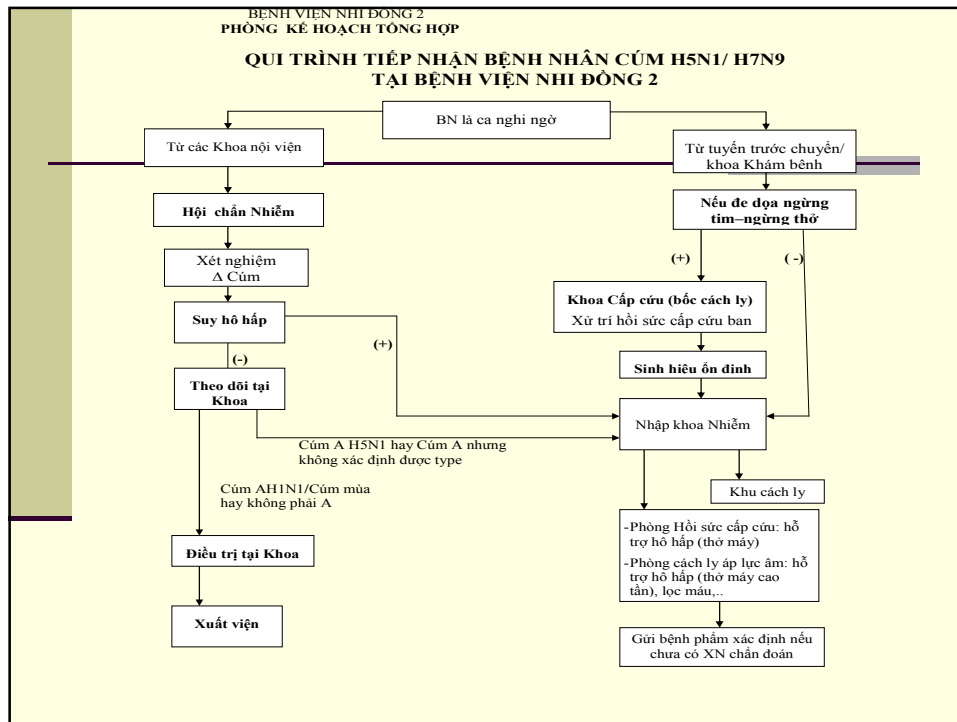 BỆNH VIỆN NHI ĐỒNG 2
PHÒNG KẾ HOẠCH TỔNG HỢP
QUI TRÌNH TIẾP NHẬN BỆNH NHÂN CÚM H5N1/ H7N9
TẠI BỆNH VIỆN NHI ĐỒNG 2
BN là ca nghi ngờ
Từ các Khoa nội viện
Từ tuyến trước chuyển/
khoa Khám bệnh
Hội chẩn Nhiễm
Nếu đe dọa ngừng
tim–ngừng thở
Xét nghiệm
Δ Cúm
(+)
(-)
Khoa Cấp cứu (bốc cách ly)
Xử trí hồi sức cấp cứu ban
Suy hô hấp
(+)
(-)
Sinh hiệu ổn định
Theo dõi tại
Khoa
Nhập khoa Nhiễm
Cúm A H5N1 hay Cúm A nhưng
không xác định được type
Cúm AH1N1/Cúm mùa
hay không phải A
Khu cách ly
-Phòng Hồi sức cấp cứu: hỗ
trợ hô hấp (thở máy)
-Phòng cách ly áp lực âm: hỗ
trợ hô hấp (thở máy cao
tần), lọc máu,..
Điều trị tại Khoa
Xuất viện
Gửi bệnh phẩm xác định nếu
chưa có XN chẩn đoán